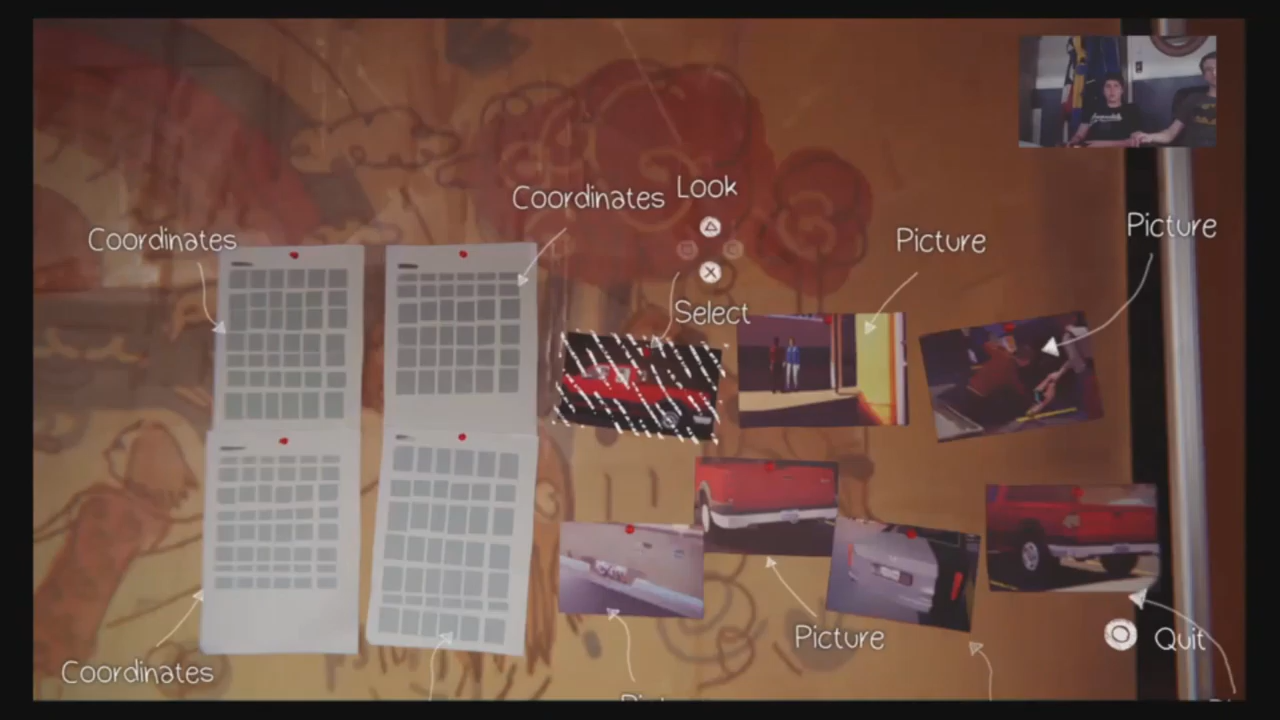 Coordinates Look
Coordinates
Picture
Picture
Select
Picture
Quit
Coordinates